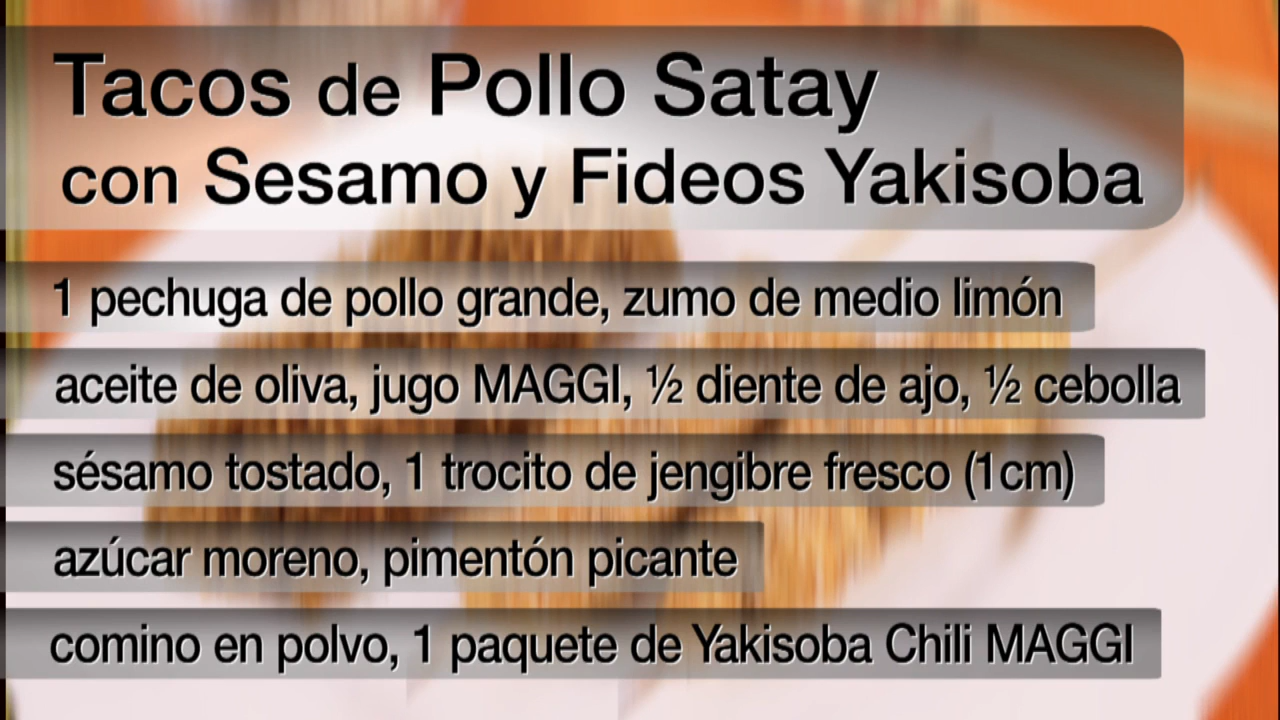 Tacos de Pollo Satay
con Sesamo y Fideos Yakisoba
1 pechuga de pollo grande, zumo de medio limón
aceite de oliva, jugo MAGGI, ½ diente de ajo, ½ cebolla
sésamo tostado, 1 trocito de jengibre fresco (1cm)
azúcar moreno, pimentón picante
comino en polvo, 1 paquete de Yakisoba Chili MAGGI